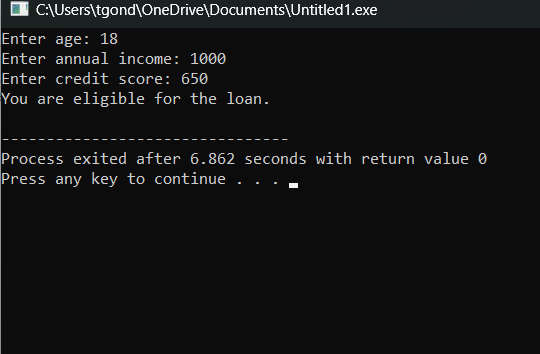 C:\Users\tgond\OneDrive\Documents\Untitled1.exe
Enter age: 18
Enter annual income: 1000
Enter credit score: 650
You are eligible for the loan.
--------------------------------
Process exited after 6.862 seconds with return value 0
Press any key to continue . . .